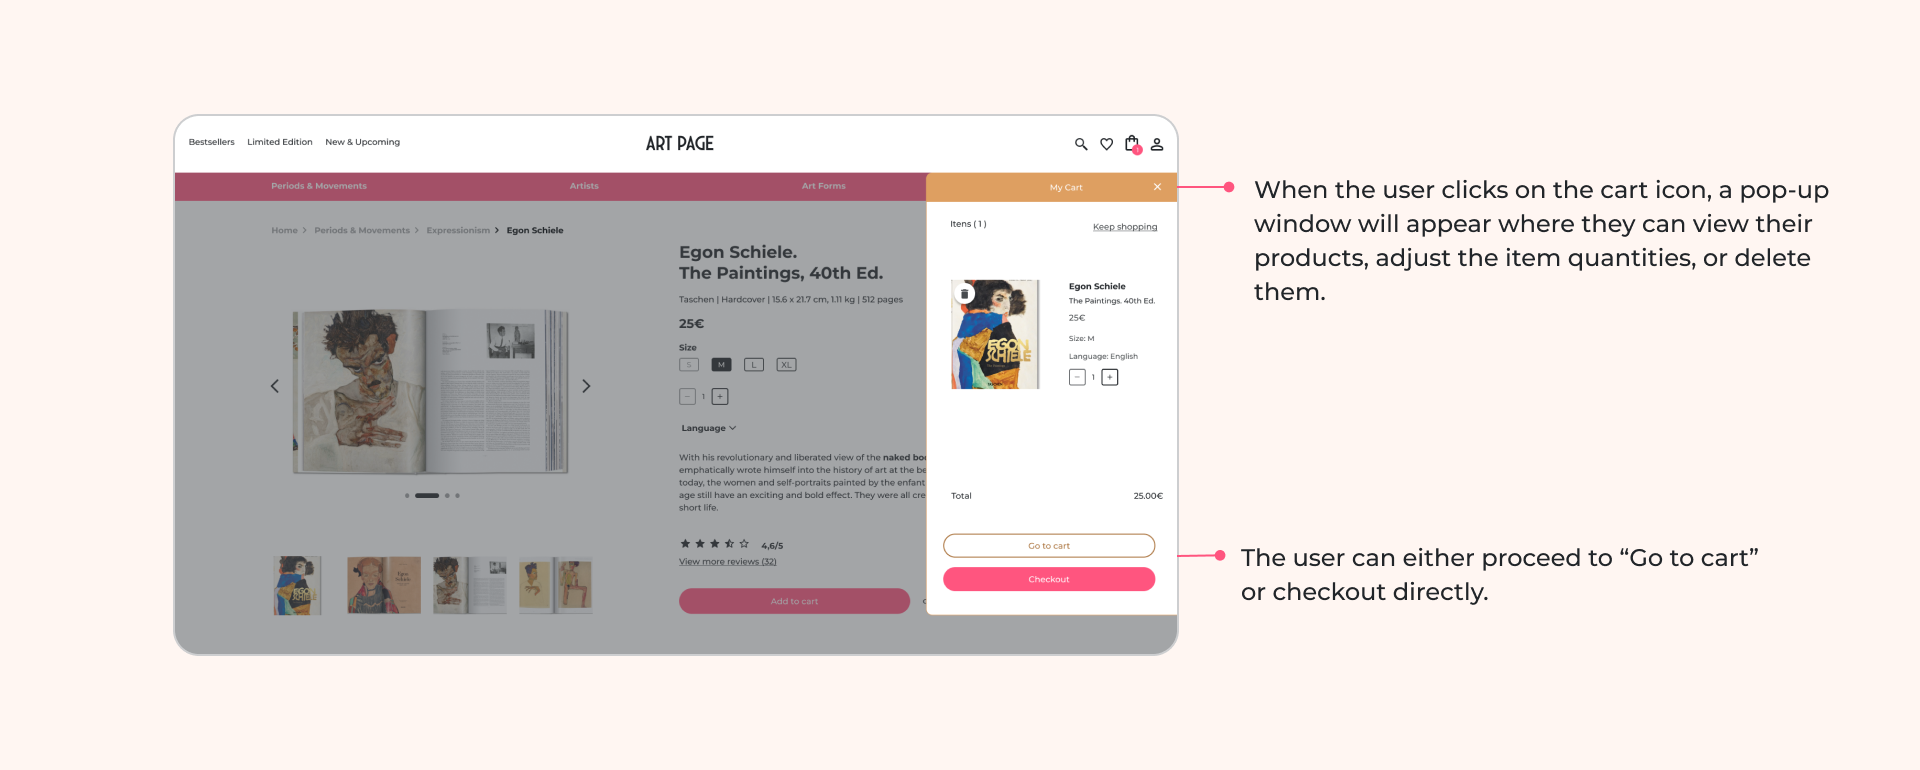 Bestsellers Limited Edition New & Upcoming
ART PAGE
1
Periods & Movements Artists Art Forms
My Cart
Home Periods & Movements Expressionism Egon Schiele
Itens ( 1 )
Keep shopping
Egon Schiele.
The Paintings, 40th Ed.
Taschen | Hardcover | 15.6 x 21.7 cm, 1.11 kg | 512 pages
25€
Size
S M L XL
1
Language
With his revolutionary and liberated view of the naked
emphatically wrote himself into the history of art at the
today, the women and self-portraits painted by the enfant
age still have an exciting and bold effect. They were all
short life.
4,6/5
View more reviews (32)
Add to cart
EGON
SCHIELE
Egon Schiele
The Paintings. 40th Ed.
25€
Size: M
Language: English
1
Total 25.00€
Go to cart
Checkout
When the user clicks on the cart icon, a pop-up
window will appear where they can view their
products, adjust the item quantities, or delete
them.
The user can either proceed to “Go to cart”
or checkout directly.